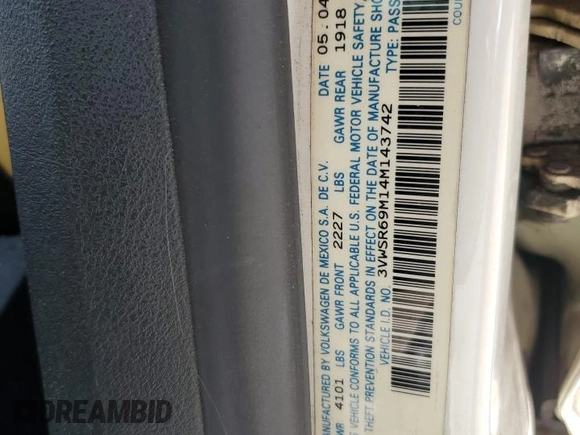 MANUFACTURED BY VOLKSWAGEN DE MEXICO S.A. DE C.V. DATE 05.04
4101 LBS GAWR FRONT 2227 LBS GAWR REAR 1918
VEHICLE CONFORMS TO ALL APPLICABLE U.S. FEDERAL MOTOR VEHICLE SAFETY,
THEFT PREVENTION STANDARDS IN EFFECT ON THE DATE OF MANUFACTURE
VEHICLE I.D. NO. 3VWSR69M14M143742 TYPE: PASS
DREAMBID